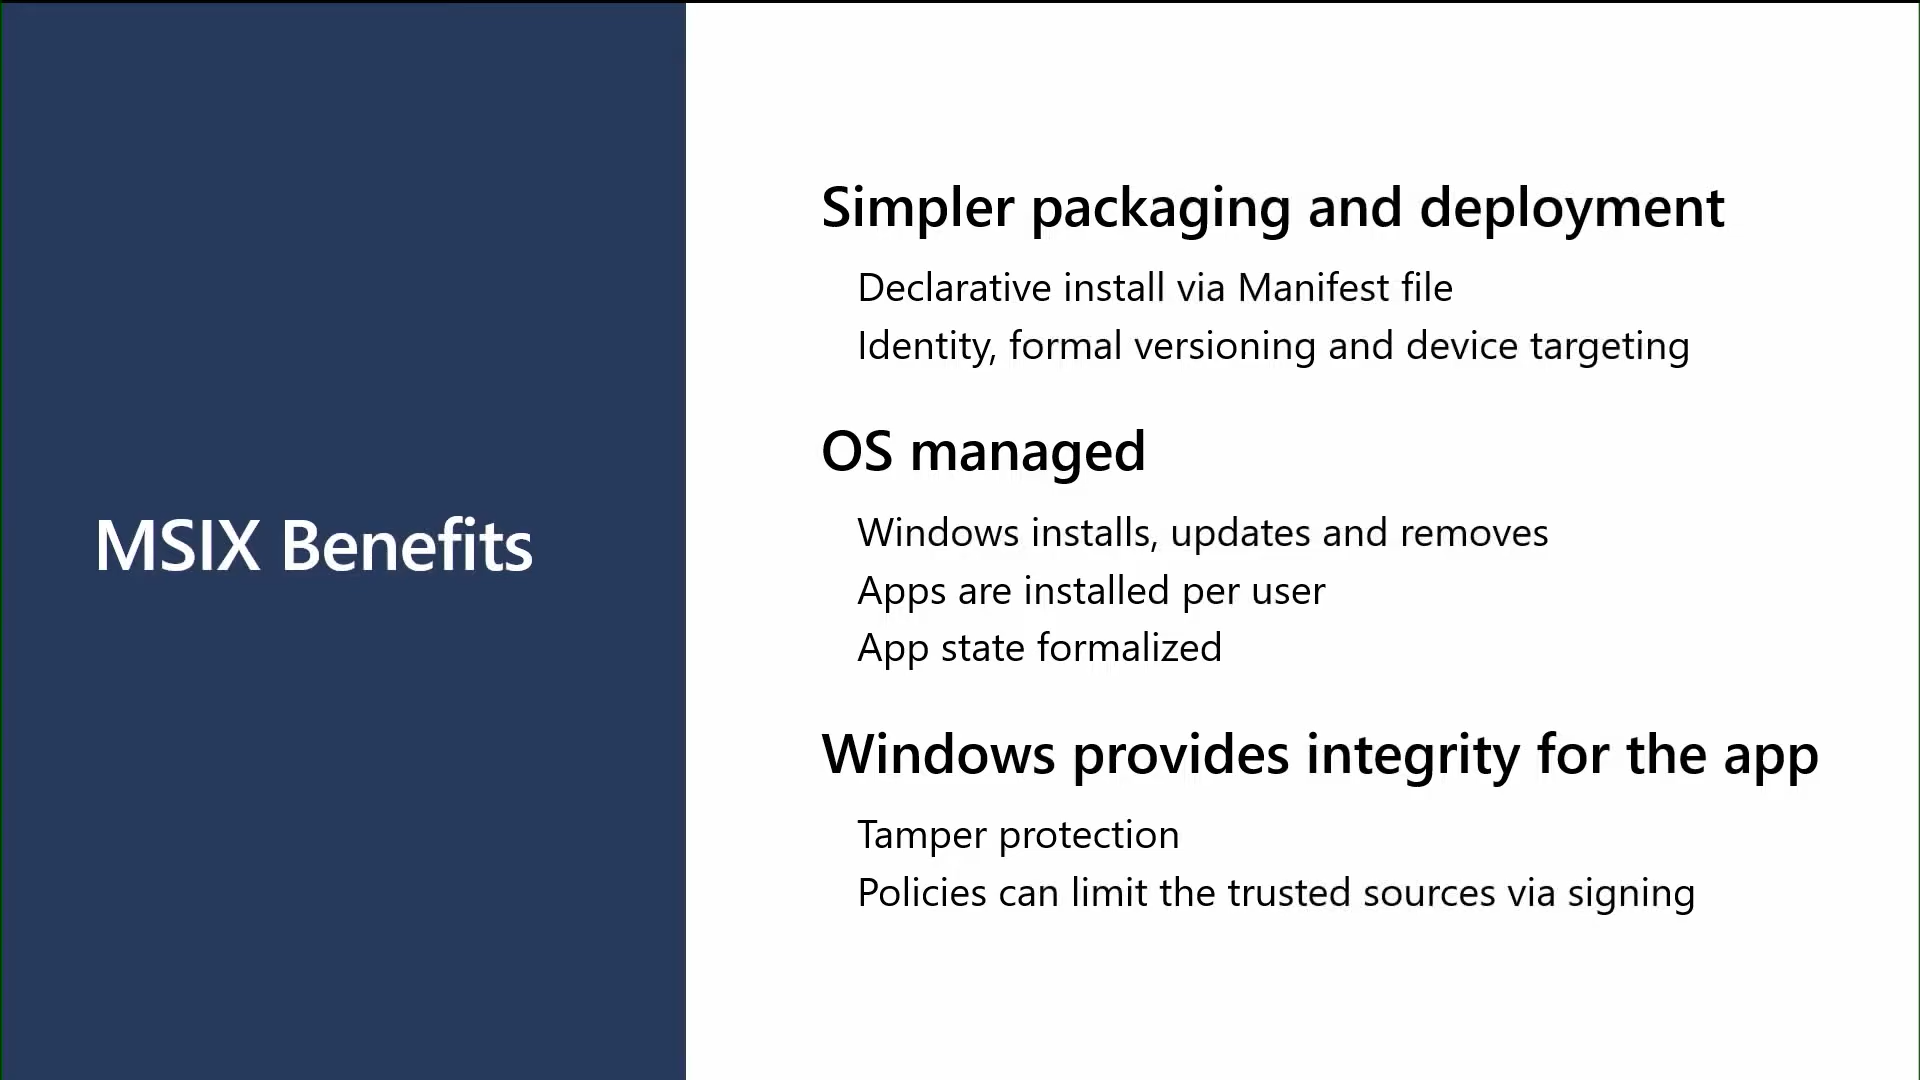 MSIX Benefits
Simpler packaging and deployment
Declarative install via Manifest file
Identity, formal versioning and device targeting
OS managed
Windows installs, updates and removes
Apps are installed per user
App state formalized
Windows provides integrity for the app
Tamper protection
Policies can limit the trusted sources via signing